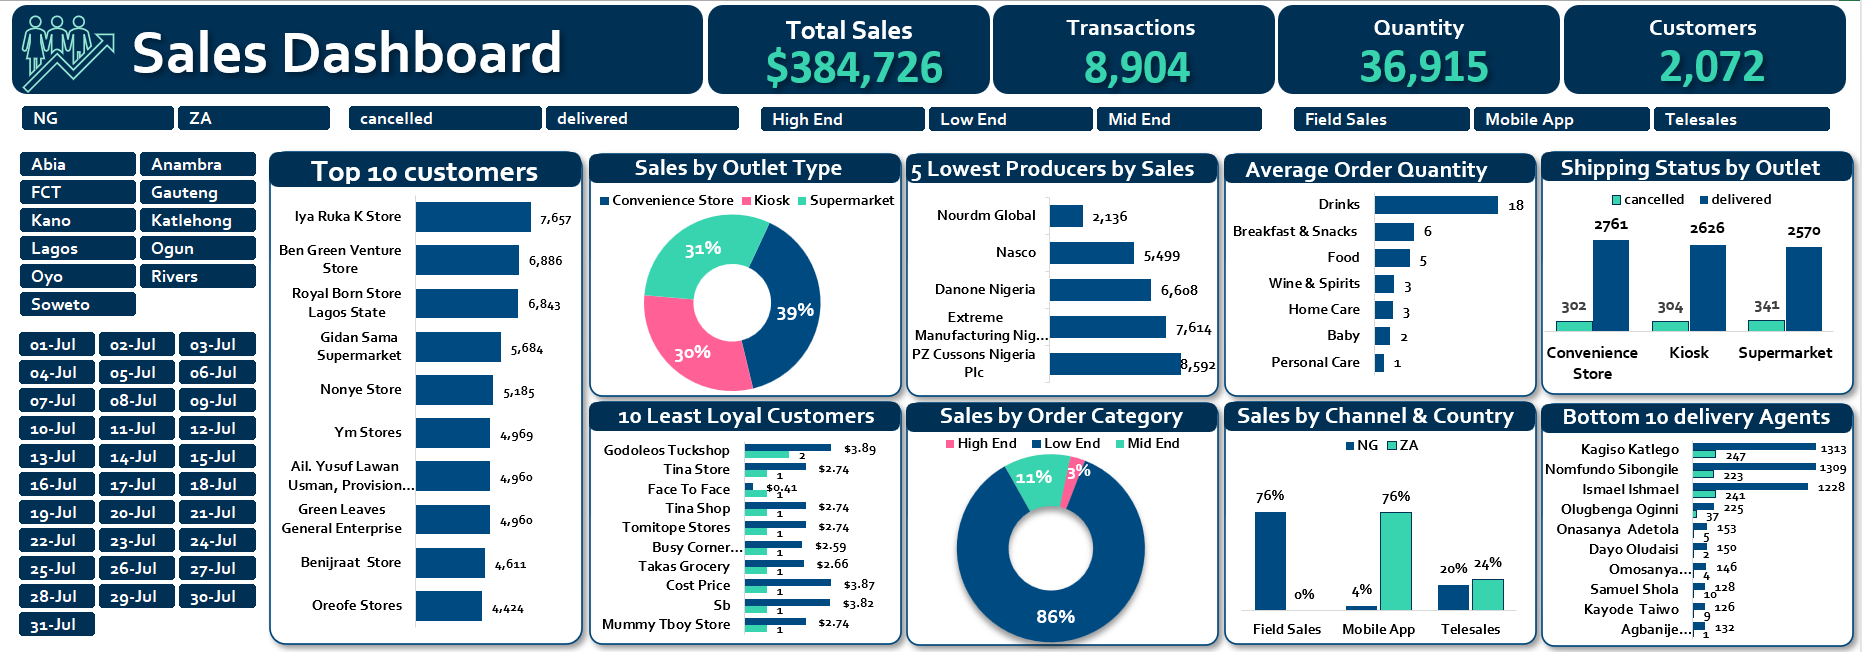 Sales Dashboard
Total Sales
$384,726
Transactions
8,904
Quantity
36,915
Customers
2,072
NG
ZA
cancelled
delivered
High End
Low End
Mid End
Field Sales
Mobile App
Telesales
Abia
Anambra
FCT
Gauteng
Kano
Katlehong
Lagos
Ogun
Oyo
Rivers
Soweto
01-Jul
02-Jul
03-Jul
04-Jul
05-Jul
06-Jul
07-Jul
08-Jul
09-Jul
10-Jul
11-Jul
12-Jul
13-Jul
14-Jul
15-Jul
16-Jul
17-Jul
18-Jul
19-Jul
20-Jul
21-Jul
22-Jul
23-Jul
24-Jul
25-Jul
26-Jul
27-Jul
28-Jul
29-Jul
30-Jul
31-Jul
Top 10 customers
Iya Ruka K Store
7,657
Ben Green Venture
Store
6,886
Royal Born Store
Lagos State
6,843
Gidan Sama
Supermarket
5,684
Nonye Store
5,185
Ym Stores
4,969
Ail. Yusuf Lawan
Usman, Provision...
4,960
Green Leaves
General Enterprise
4,960
Benijraat Store
4,611
Oreofe Stores
4,424
Sales by Outlet Type
Convenience Store
Kiosk
Supermarket
31%
39%
30%
5 Lowest Producers by Sales
Nourdm Global
2,136
Nasco
5,499
Danone Nigeria
6,608
Extreme
Manufacturing Nig...
7,614
PZ Cussons Nigeria
Plc
8,592
Average Order Quantity
Drinks
18
Breakfast & Snacks
6
Food
5
Wine & Spirits
3
Home Care
3
Baby
2
Personal Care
1
Shipping Status by Outlet
cancelled
delivered
2761
2626
2570
302
304
341
Convenience
Store
Kiosk
Supermarket
10 Least Loyal Customers
Godoleos Tuckshop
$3.89
2
Tina Store
$2.74
1
Face To Face
$0.41
1
Tina Shop
$2.74
1
Tomitope Stores
$2.74
1
Busy Corner...
$2.59
1
Takas Grocery
$2.66
1
Cost Price
$3.87
1
Sb
$3.82
1
Mummy Tboy Store
$2.74
1
Sales by Order Category
High End
Low End
Mid End
11%
3%
86%
Sales by Channel & Country
NG
ZA
76%
0%
4%
76%
20%
24%
Field Sales
Mobile App
Telesales
Bottom 10 delivery Agents
Kagiso Katlego
1313
247
Nomfundo Sibongile
1309
223
Ismael Ishmael
1228
241
Olugbenga Oginni
225
37
Onasanya Adetola
153
5
Dayo Oludaisi
150
2
Omosanya...
146
4
Samuel Shola
128
10
Kayode Taiwo
126
9
Agbanije...
132
1